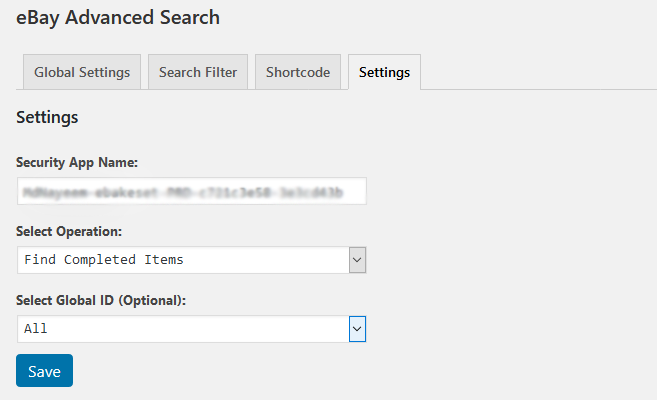 eBay Advanced Search
Global Settings
Search Filter
Shortcode
Settings
Settings
Security App Name:
Select Operation:
Find Completed Items
Select Global ID (Optional):
All
Save